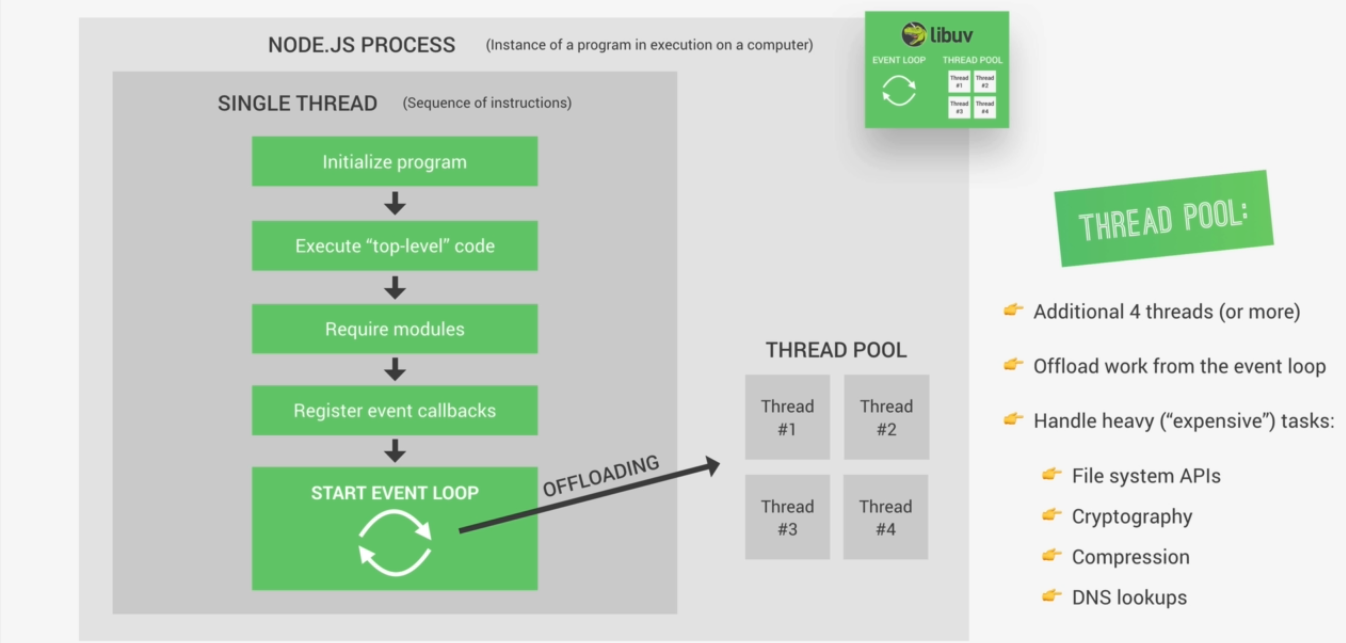 NODE.JS PROCESS (Instance of a program in execution on a computer)
SINGLE THREAD (Sequence of instructions)
Initialize program
Execute “top-level” code
Require modules
Register event callbacks
START EVENT LOOP
OFFLOADING
THREAD POOL
Thread
#1
Thread
#2
Thread
#3
Thread
#4
libuv
EVENT LOOP THREAD POOL
Thread
#1
Thread
#2
Thread
#3
Thread
#4
THREAD POOL:
Additional 4 threads (or more)
Offload work from the event loop
Handle heavy (“expensive”) tasks:
File system APIs
Cryptography
Compression
DNS lookups